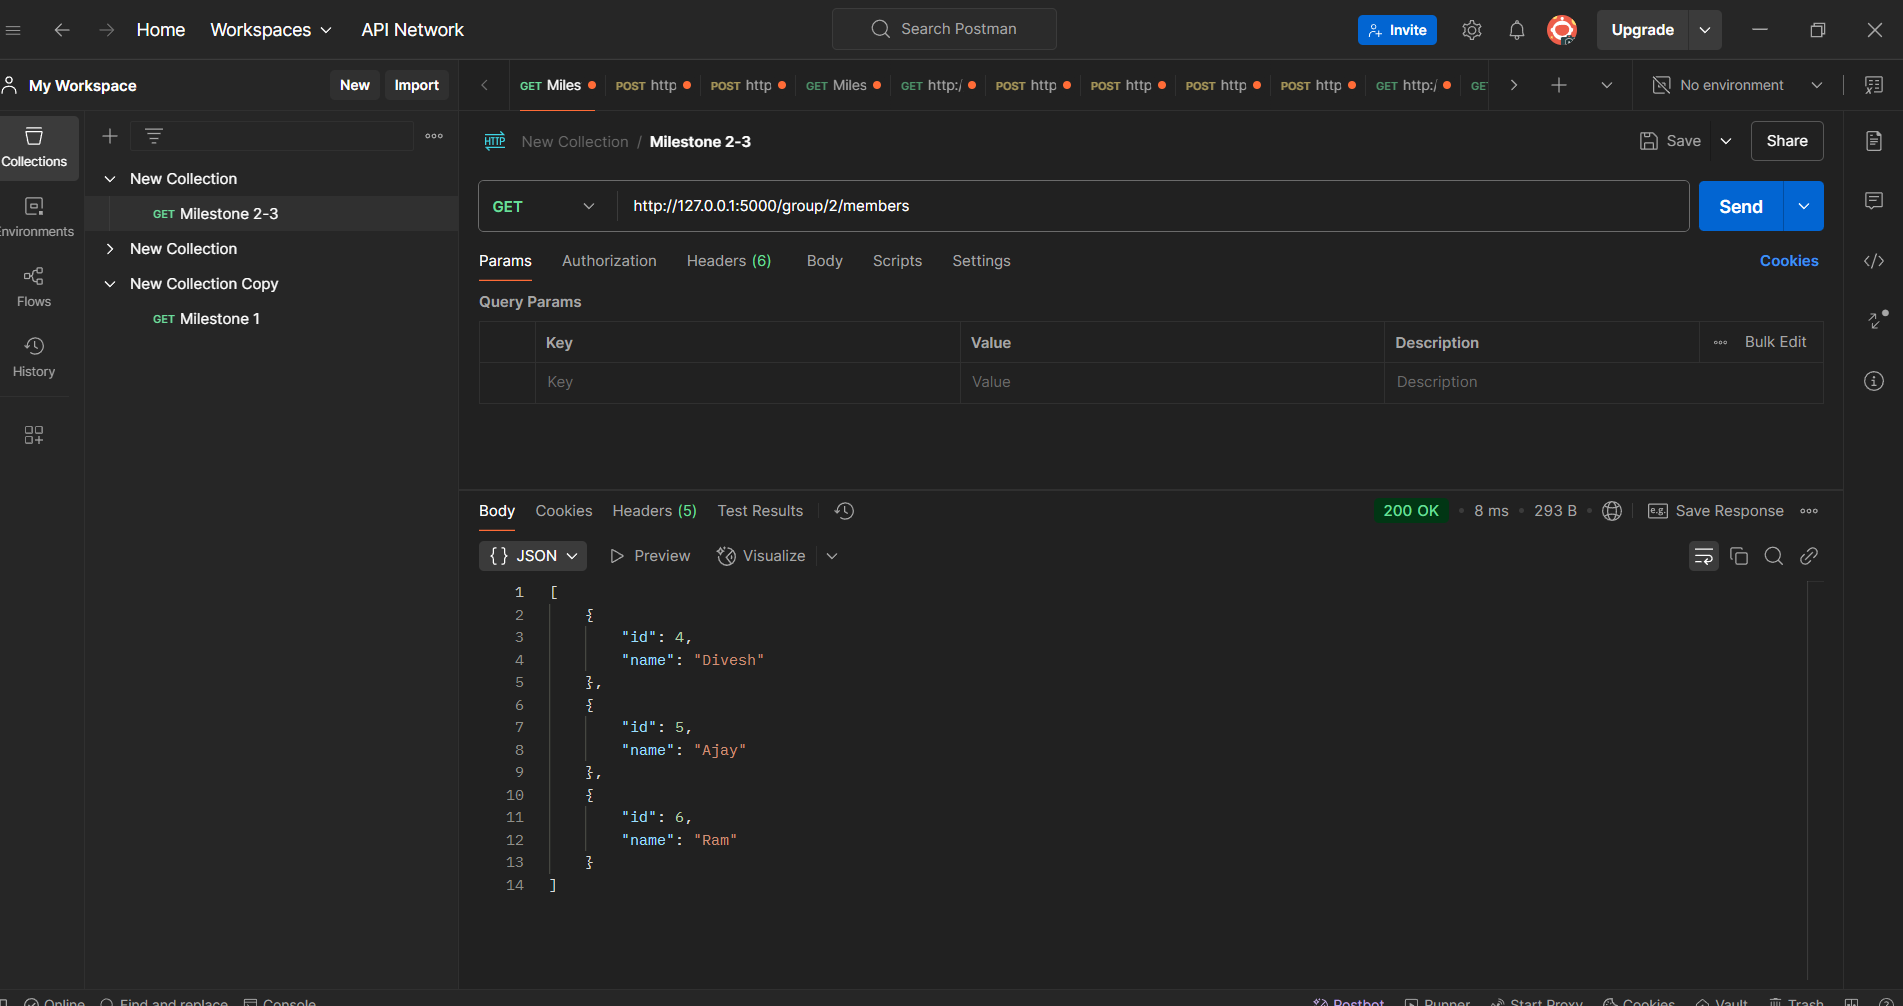 Home Workspaces API Network Search Postman Invite Upgrade
My Workspace New Import GET Miles POST http POST http GET Miles GET http:/ POST http POST http POST http POST http GET http:/ GE No environment
Collections
New Collection
GET Milestone 2-3
New Collection
New Collection Copy
GET Milestone 1
nvironments
Flows
History
HTTP New Collection / Milestone 2-3 Save Share
GET http://127.0.0.1:5000/group/2/members Send
Params Authorization Headers (6) Body Scripts Settings Cookies
Query Params
Key Value Description Bulk Edit
Key Value Description
Body Cookies Headers (5) Test Results 200 OK • 8 ms • 293 B • e.g. Save Response
{} JSON Preview Visualize
1 [
2 {
3 "id": 4,
4 "name": "Divesh"
5 },
6 {
7 "id": 5,
8 "name": "Ajay"
9 },
10 {
11 "id": 6,
12 "name": "Ram"
13 }
14 ]
Online Find and replace Console Postbot Runner Start Proxy Cookies Vault Trash